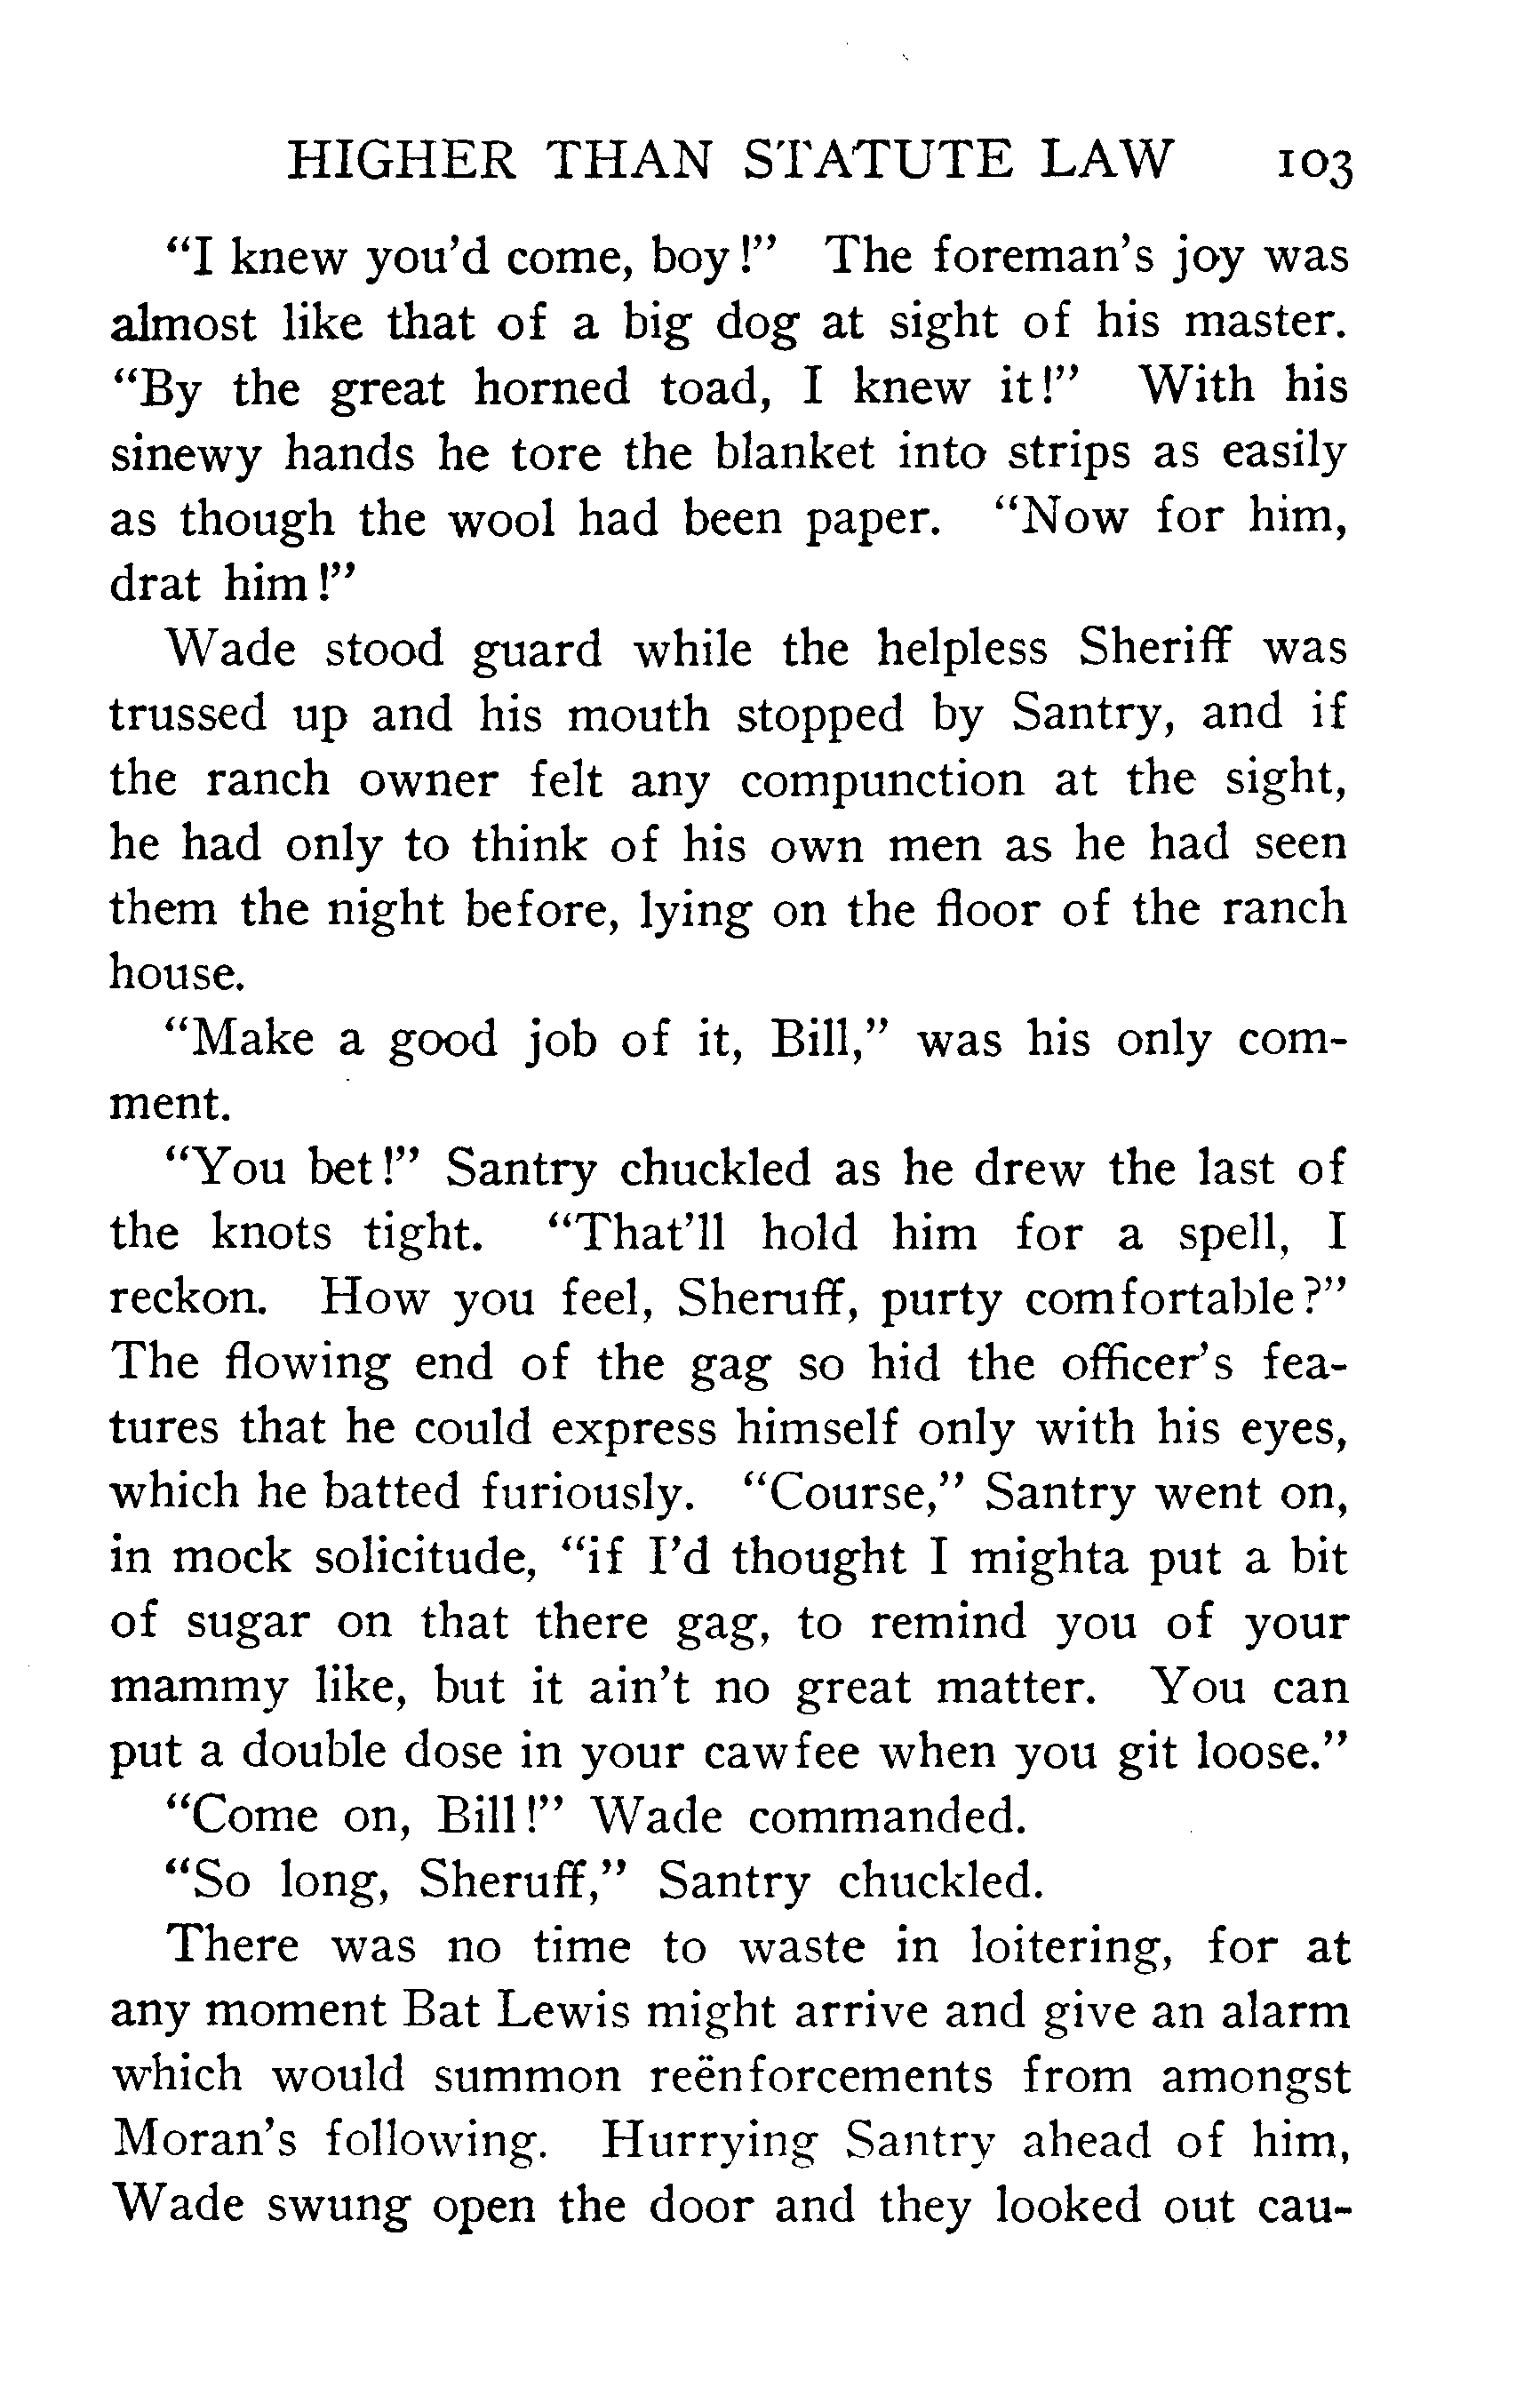 HIGHER THAN STATUTE LAW 103
“I knew you’d come, boy!” The foreman’s joy was
almost like that of a big dog at sight of his master.
“By the great horned toad, I knew it!” With his
sinewy hands he tore the blanket into strips as easily
as though the wool had been paper. “Now for him,
drat him!”
Wade stood guard while the helpless Sheriff was
trussed up and his mouth stopped by Santry, and if
the ranch owner felt any compunction at the sight,
he had only to think of his own men as he had seen
them the night before, lying on the floor of the ranch
house.
“Make a good job of it, Bill,” was his only com-
ment.
“You bet!” Santry chuckled as he drew the last of
the knots tight. “That’ll hold him for a spell, I
reckon. How you feel, Sheruff, purty comfortable?”
The flowing end of the gag so hid the officer’s fea-
tures that he could express himself only with his eyes,
which he batted furiously. “Course,” Santry went on,
in mock solicitude, “if I’d thought I mighta put a bit
of sugar on that there gag, to remind you of your
mammy like, but it ain’t no great matter. You can
put a double dose in your cawfee when you git loose.”
“Come on, Bill!” Wade commanded.
“So long, Sheruff,” Santry chuckled.
There was no time to waste in loitering, for at
any moment Bat Lewis might arrive and give an alarm
which would summon reënforcements from amongst
Moran’s following. Hurrying Santry ahead of him,
Wade swung open the door and they looked out cau-